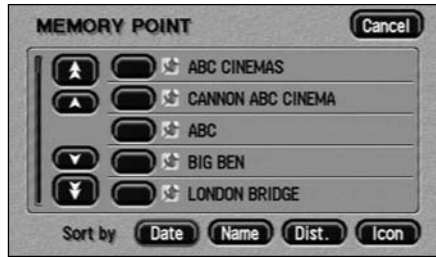 MEMORY POINT Cancel
ABC CINEMAS
CANNON ABC CINEMA
ABC
BIG BEN
LONDON BRIDGE
Sort by Date Name Dist. Icon